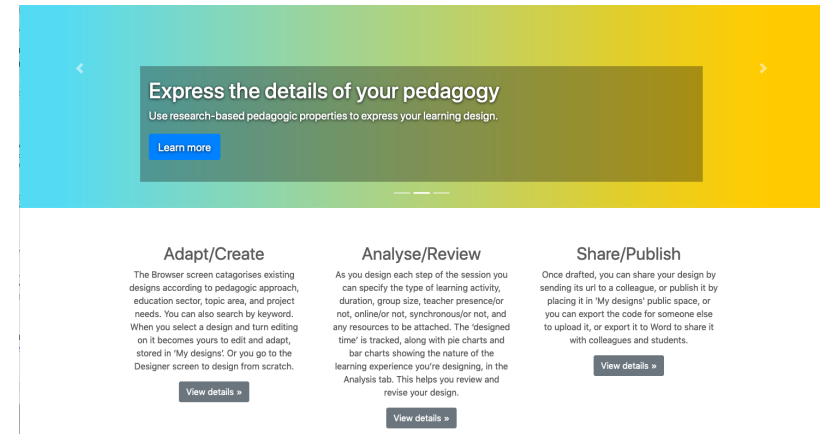 Express the details of your pedagogy
Use research-based pedagogic properties to express your learning design.
Learn more
Adapt/Create
The Browser screen catagorises existing
designs according to pedagogic approach,
education sector, topic area, and project
needs. You can also search by keyword.
When you select a design and turn editing
on it becomes yours to edit and adapt,
stored in 'My designs'. Or you go to the
Designer screen to design from scratch.
View details »
Analyse/Review
As you design each step of the session you
can specify the type of learning activity,
duration, group size, teacher presence/or
not, online/or not, synchronous/or not, and
any resources to be attached. The 'designed
time' is tracked, along with pie charts and
bar charts showing the nature of the
learning experience you're designing, in the
Analysis tab. This helps you review and
revise your design.
View details »
Share/Publish
Once drafted, you can share your design by
sending its url to a colleague, or publish it by
placing it in 'My designs' public space, or
you can export the code for someone else
to upload it, or export it to Word to share it
with colleagues and students.
View details »